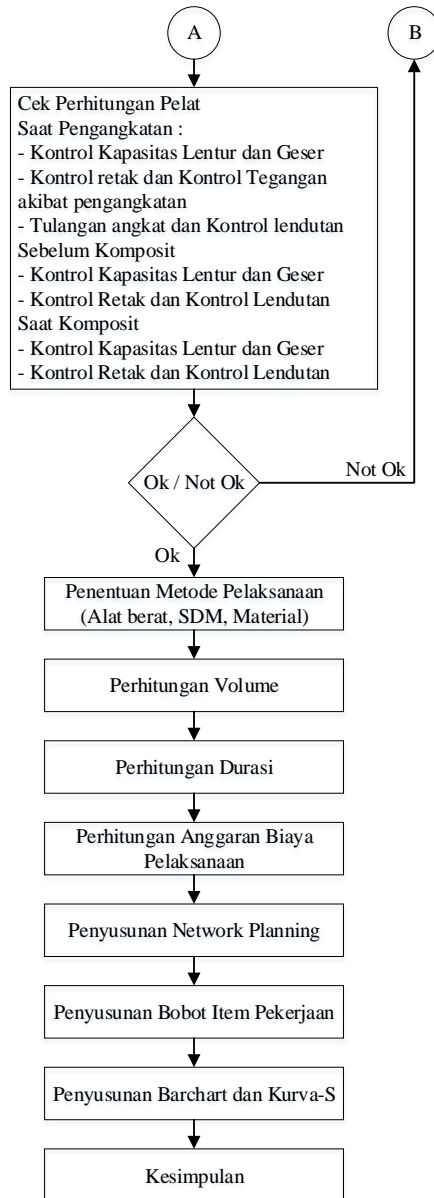 A
B
Cek Perhitungan Pelat
Saat Pengangkatan :
- Kontrol Kapasitas Lentur dan Geser
- Kontrol retak dan Kontrol Tegangan
akibat pengangkatan
- Tulangan angkat dan Kontrol lendutan
Sebelum Komposit
- Kontrol Kapasitas Lentur dan Geser
- Kontrol Retak dan Kontrol Lendutan
Saat Komposit
- Kontrol Kapasitas Lentur dan Geser
- Kontrol Retak dan Kontrol Lendutan
Ok / Not Ok
Not Ok
Ok
Penentuan Metode Pelaksanaan
(Alat berat, SDM, Material)
Perhitungan Volume
Perhitungan Durasi
Perhitungan Anggaran Biaya
Pelaksanaan
Penyusunan Network Planning
Penyusunan Bobot Item Pekerjaan
Penyusunan Barchart dan Kurva-S
Kesimpulan